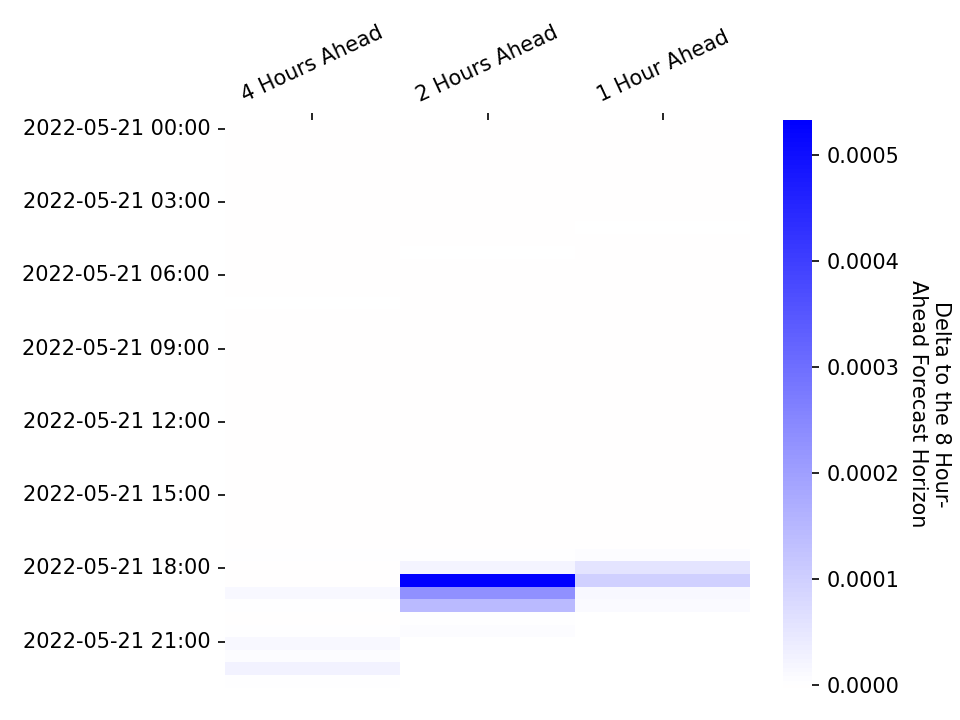 4 Hours Ahead
2 Hours Ahead
1 Hour Ahead
2022-05-21 00:00
2022-05-21 03:00
2022-05-21 06:00
2022-05-21 09:00
2022-05-21 12:00
2022-05-21 15:00
2022-05-21 18:00
2022-05-21 21:00
0.0005
0.0004
0.0003
0.0002
0.0001
0.0000
Delta to the 8 Hour-
Ahead Forecast Horizon